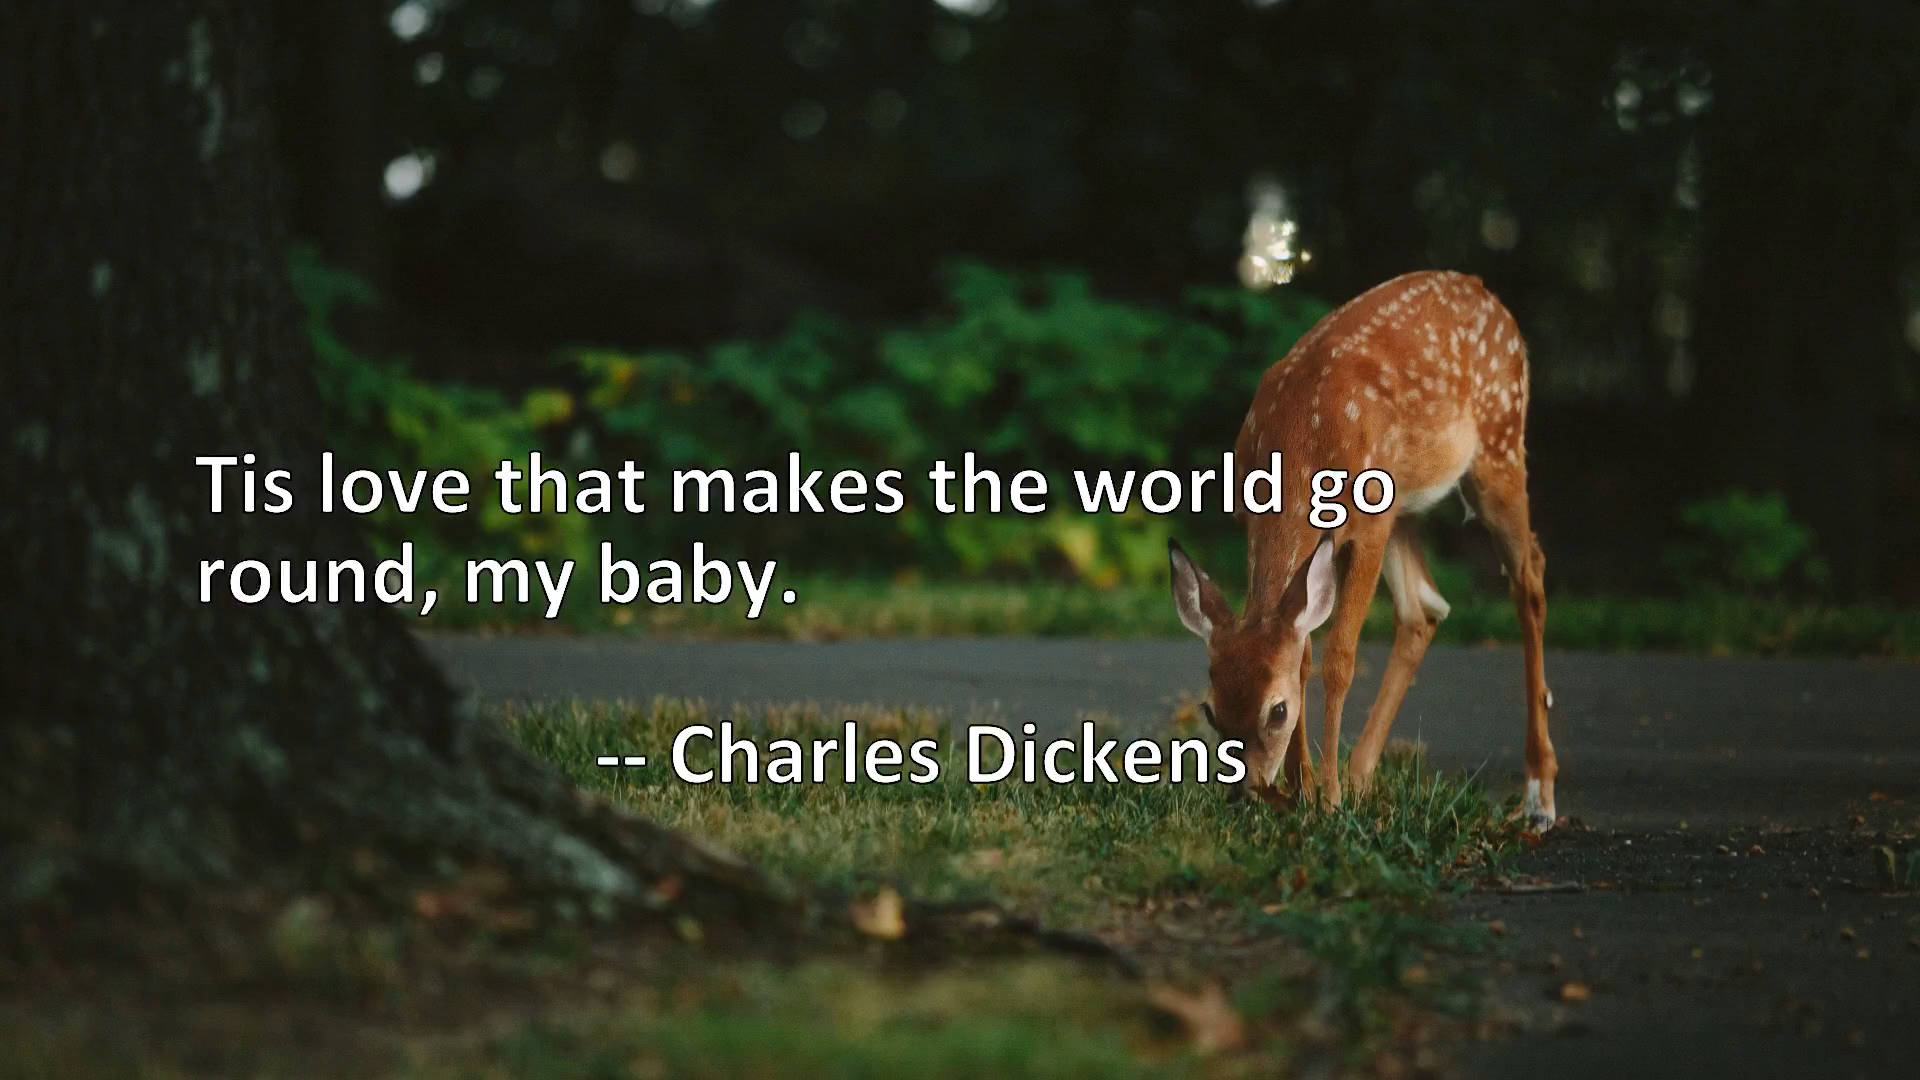 Tis love that makes the world go
round, my baby.
-- Charles Dickens